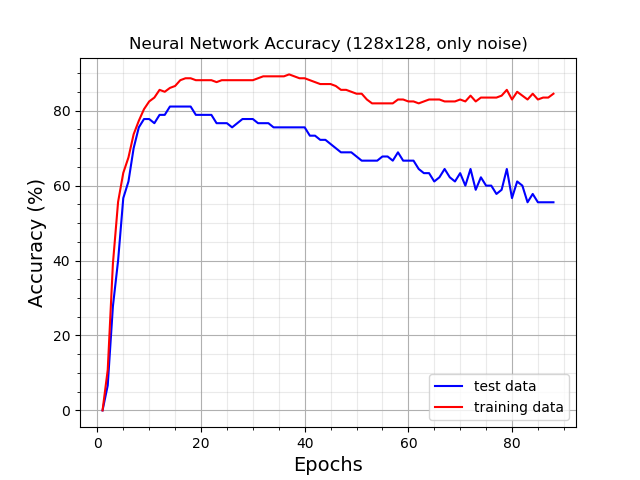 Neural Network Accuracy (128x128, only noise)
Accuracy (%)
80
60
40
20
0
0 20 40 60 80
Epochs
test data
training data